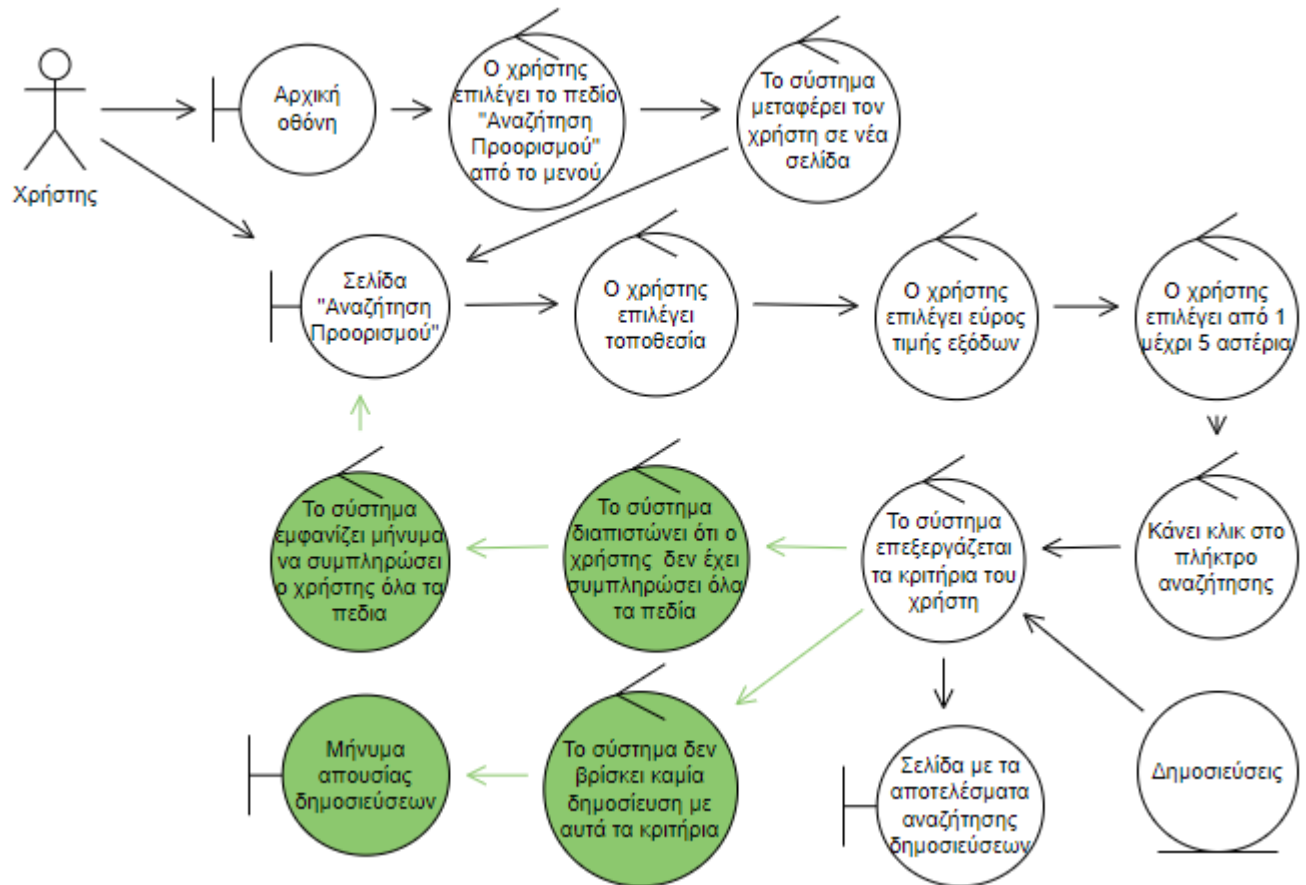 Χρήστης
Αρχική
οθόνη
Ο χρήστης
επιλέγει το πεδίο
"Αναζήτηση
Προορισμού"
από το μενού
Το σύστημα
μεταφέρει τον
χρήστη σε νέα
σελίδα
Σελίδα
"Αναζήτηση
Προορισμού"
Ο χρήστης
επιλέγει
τοποθεσία
Ο χρήστης
επιλέγει εύρος
τιμής εξόδων
Ο χρήστης
επιλέγει από 1
μέχρι 5 αστέρια
Το σύστημα
εμφανίζει μήνυμα
να συμπληρώσει
ο χρήστης όλα τα
πεδια
Το σύστημα
διαπιστώνει ότι ο
χρήστης δεν έχει
συμπληρώσει όλα
τα πεδία
Το σύστημα
επεξεργάζεται
τα κριτήρια του
χρήστη
Κάνει κλικ στο
πλήκτρο
αναζήτησης
Μήνυμα
απουσίας
δημοσιεύσεων
Το σύστημα δεν
βρίσκει καμία
δημοσίευση με
αυτά τα κριτήρια
Σελίδα με τα
αποτελέσματα
αναζήτησης
δημοσιεύσεων
Δημοσιεύσεις